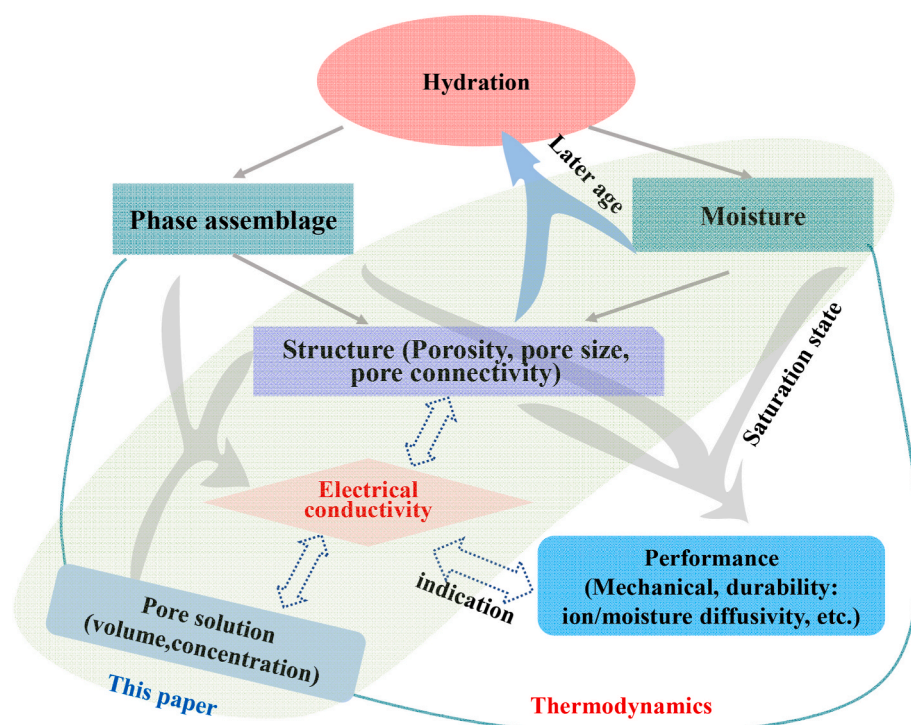 Hydration
Later age
Phase assemblage
Moisture
Structure (Porosity, pore size,
pore connectivity)
Saturation state
Electrical
conductivity
Performance
(Mechanical, durability:
ion/moisture diffusivity, etc.)
indication
Pore solution
(volume,concentration)
This paper
Thermodynamics